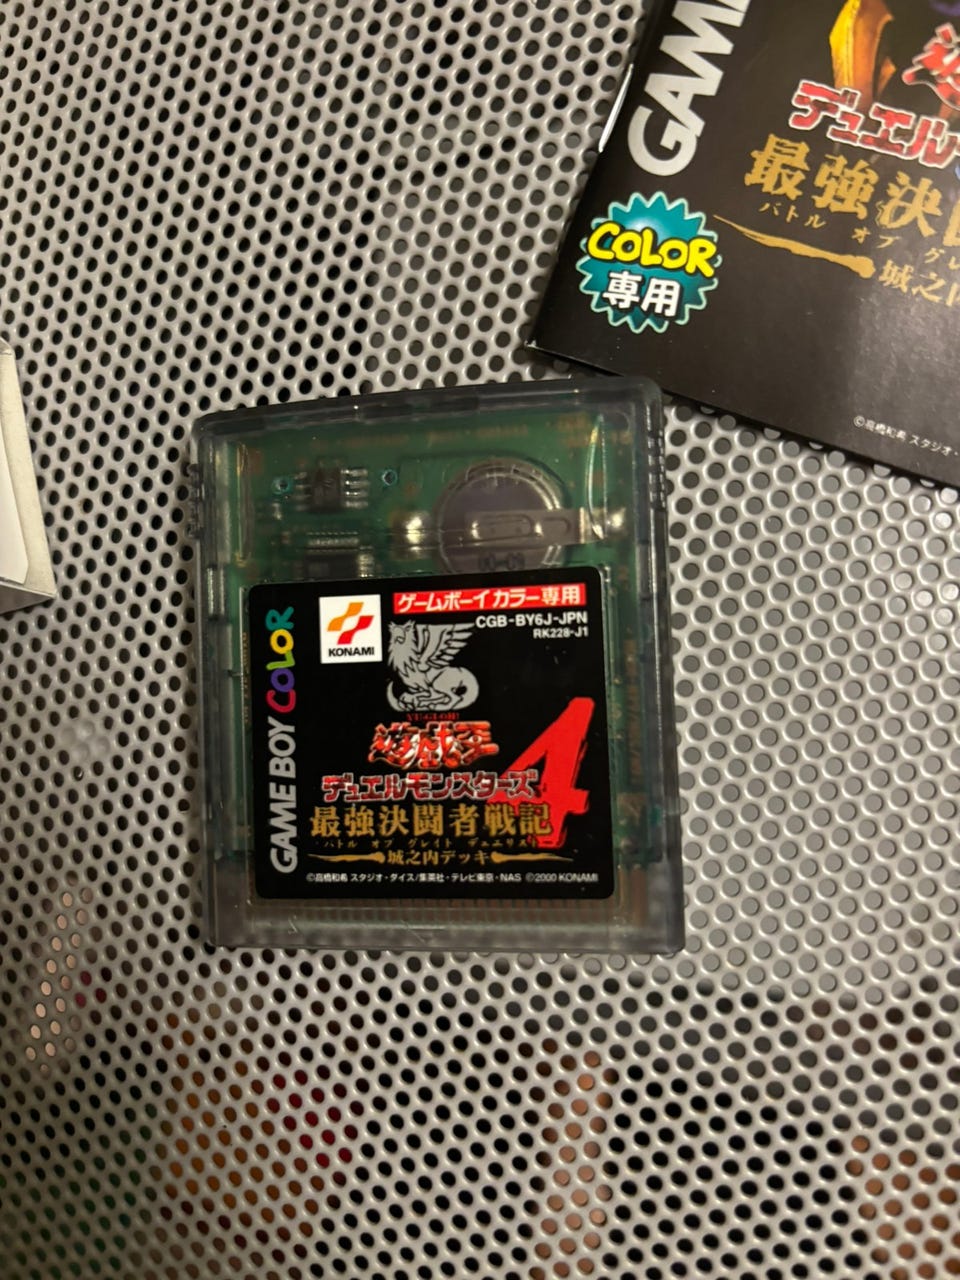 GAME
デュエル
最強決
バトル オブ グレ
城之内
COLOR
専用
©高橋和希 スタジオ・
KONAMI
ゲームボーイカラー専用
CGB-BY6J-JPN
RK228-J1
GAME BOY COLOR
YU-GI-OH!
遊戯王
デュエルモンスターズ4
最強決闘者戦記
バトル オブ グレイト デュエリスト
城之内デッキ
©高橋和希 スタジオ・ダイス/集英社・テレビ東京・NAS ©2000 KONAMI